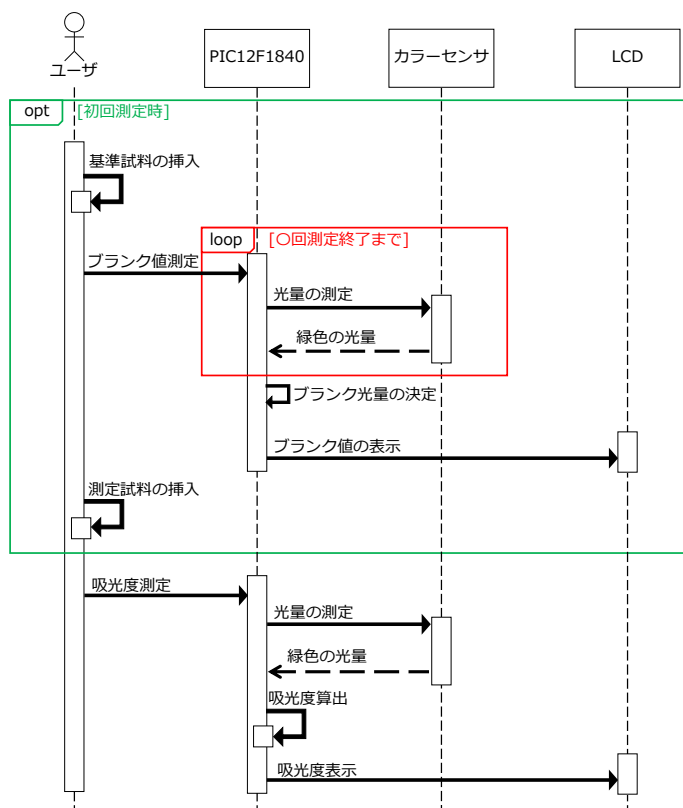 ユーザ
PIC12F1840
カラーセンサ
LCD
opt
[初回測定時]
基準試料の挿入
loop
[〇回測定終了まで]
ブランク値測定
光量の測定
緑色の光量
ブランク光量の決定
ブランク値の表示
測定試料の挿入
吸光度測定
光量の測定
緑色の光量
吸光度算出
吸光度表示